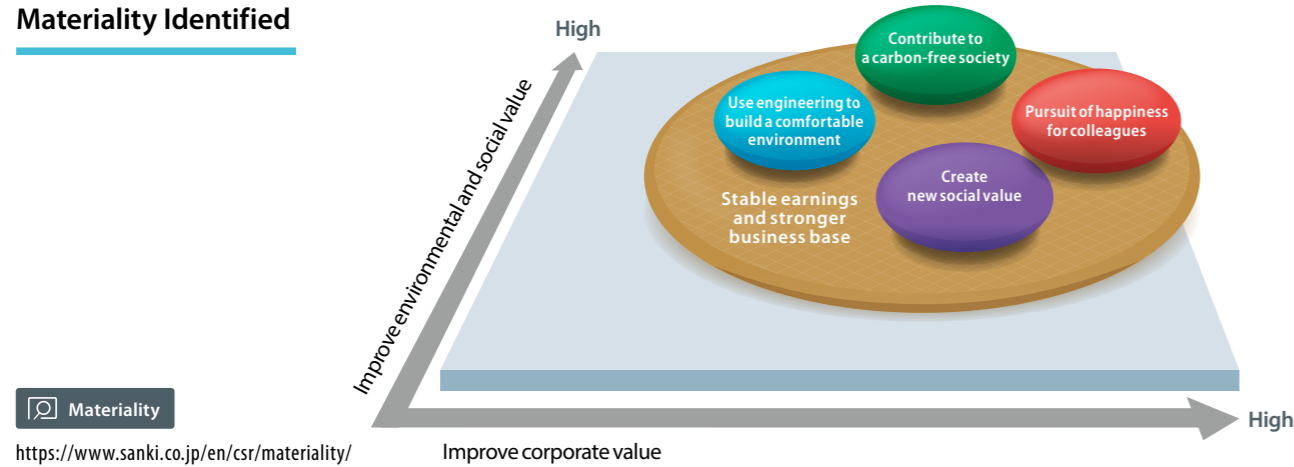 Materiality Identified
High
Improve environmental and social value
Contribute to
a carbon-free society
Use engineering to
build a comfortable
environment
Pursuit of happiness
for colleagues
Create
new social value
Stable earnings
and stronger
business base
Materiality
https://www.sanki.co.jp/en/csr/materiality/
Improve corporate value
High